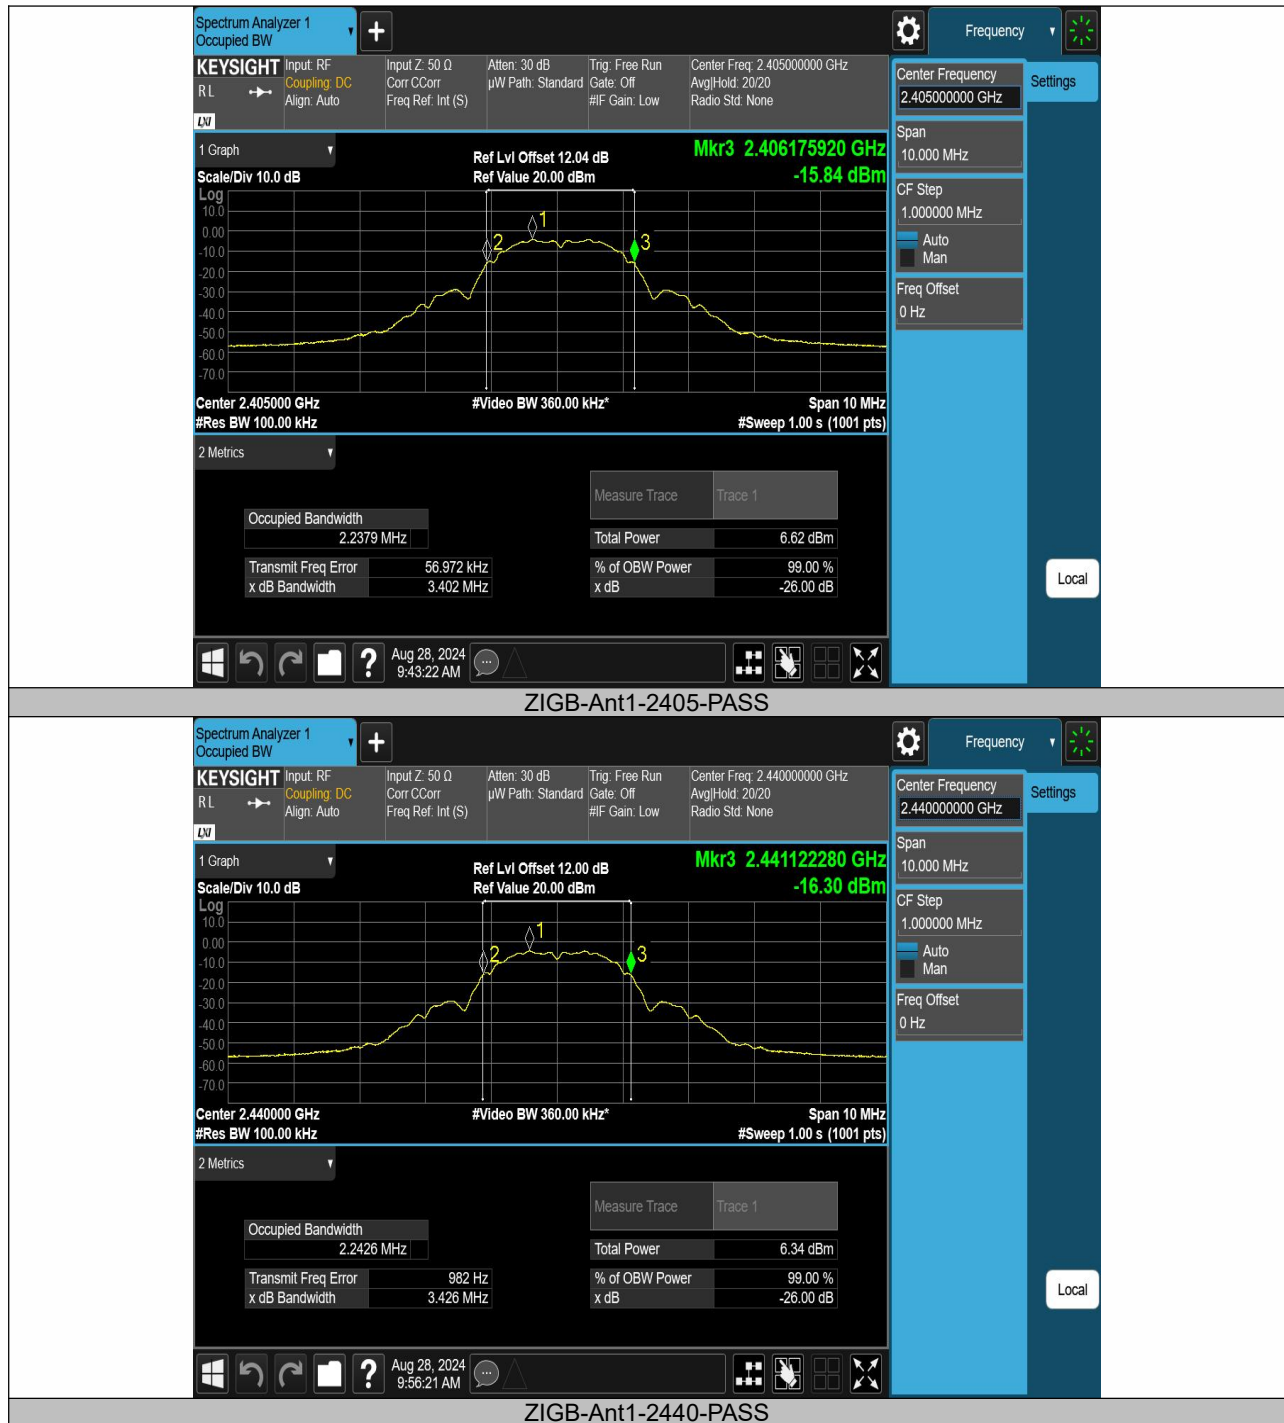 Spectrum Analyzer 1
Occupied BW
Frequency
KEYSIGHT
R L
LXI
Input: RF
Coupling: DC
Align: Auto
Input Z: 50 Ω
Corr CCorr
Freq Ref: Int (S)
Atten: 30 dB
µW Path: Standard
Trig: Free Run
Gate: Off
#IF Gain: Low
Center Freq: 2.405000000 GHz
Avg|Hold: 20/20
Radio Std: None
Center Frequency
2.405000000 GHz
Settings
Span
10.000 MHz
CF Step
1.000000 MHz
Auto
Man
Freq Offset
0 Hz
Local
1 Graph
Scale/Div 10.0 dB
Ref Lvl Offset 12.04 dB
Ref Value 20.00 dBm
Mkr3 2.406175920 GHz
-15.84 dBm
Log
10.0
0.00
-10.0
-20.0
-30.0
-40.0
-50.0
-60.0
-70.0
1
2
3
Center 2.405000 GHz
#Video BW 360.00 kHz*
Span 10 MHz
#Res BW 100.00 kHz
#Sweep 1.00 s (1001 pts)
2 Metrics
Measure Trace
Trace 1
Occupied Bandwidth
2.2379 MHz
Total Power
6.62 dBm
Transmit Freq Error
56.972 kHz
% of OBW Power
99.00 %
x dB Bandwidth
3.402 MHz
x dB
-26.00 dB
?
Aug 28, 2024
9:43:22 AM
ZIGB-Ant1-2405-PASS
Spectrum Analyzer 1
Occupied BW
Frequency
KEYSIGHT
R L
LXI
Input: RF
Coupling: DC
Align: Auto
Input Z: 50 Ω
Corr CCorr
Freq Ref: Int (S)
Atten: 30 dB
µW Path: Standard
Trig: Free Run
Gate: Off
#IF Gain: Low
Center Freq: 2.440000000 GHz
Avg|Hold: 20/20
Radio Std: None
Center Frequency
2.440000000 GHz
Settings
Span
10.000 MHz
CF Step
1.000000 MHz
Auto
Man
Freq Offset
0 Hz
Local
1 Graph
Scale/Div 10.0 dB
Ref Lvl Offset 12.00 dB
Ref Value 20.00 dBm
Mkr3 2.441122280 GHz
-16.30 dBm
Log
10.0
0.00
-10.0
-20.0
-30.0
-40.0
-50.0
-60.0
-70.0
1
2
3
Center 2.440000 GHz
#Video BW 360.00 kHz*
Span 10 MHz
#Res BW 100.00 kHz
#Sweep 1.00 s (1001 pts)
2 Metrics
Measure Trace
Trace 1
Occupied Bandwidth
2.2426 MHz
Total Power
6.34 dBm
Transmit Freq Error
982 Hz
% of OBW Power
99.00 %
x dB Bandwidth
3.426 MHz
x dB
-26.00 dB
?
Aug 28, 2024
9:56:21 AM
ZIGB-Ant1-2440-PASS